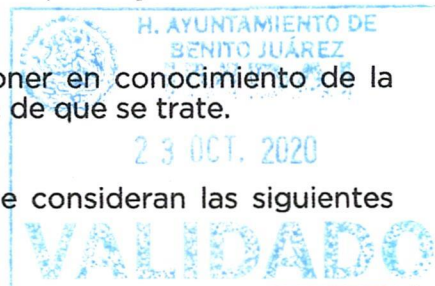 H. AYUNTAMIENTO DE
BENITO JUÁREZ
oner en conocimiento de la
de que se trate.
23 OCT. 2020
e consideran las siguientes
VALIDADO